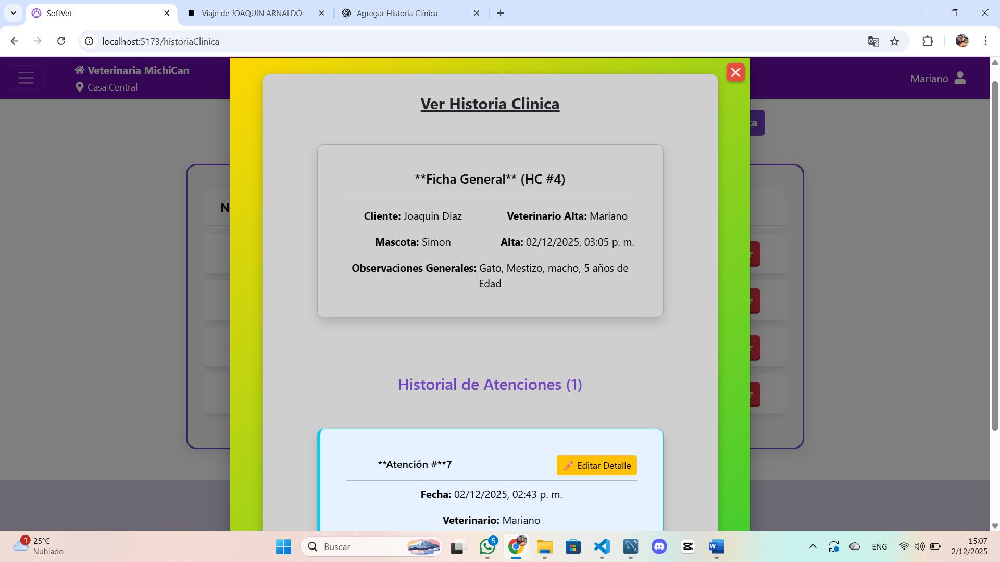 SoftVet
Viaje de JOAQUIN ARNALDO
Agregar Historia Clínica
localhost:5173/historiaClinica
Veterinaria MichiCan
Casa Central
Mariano
Ver Historia Clinica
**Ficha General** (HC #4)
Cliente: Joaquin Diaz
Veterinario Alta: Mariano
Mascota: Simon
Alta: 02/12/2025, 03:05 p. m.
Observaciones Generales: Gato, Mestizo, macho, 5 años de
Edad
Historial de Atenciones (1)
**Atención #**7
Editar Detalle
Fecha: 02/12/2025, 02:43 p. m.
Veterinario: Mariano
1
25°C
Nublado
Buscar
5
ENG
15:07
2/12/2025